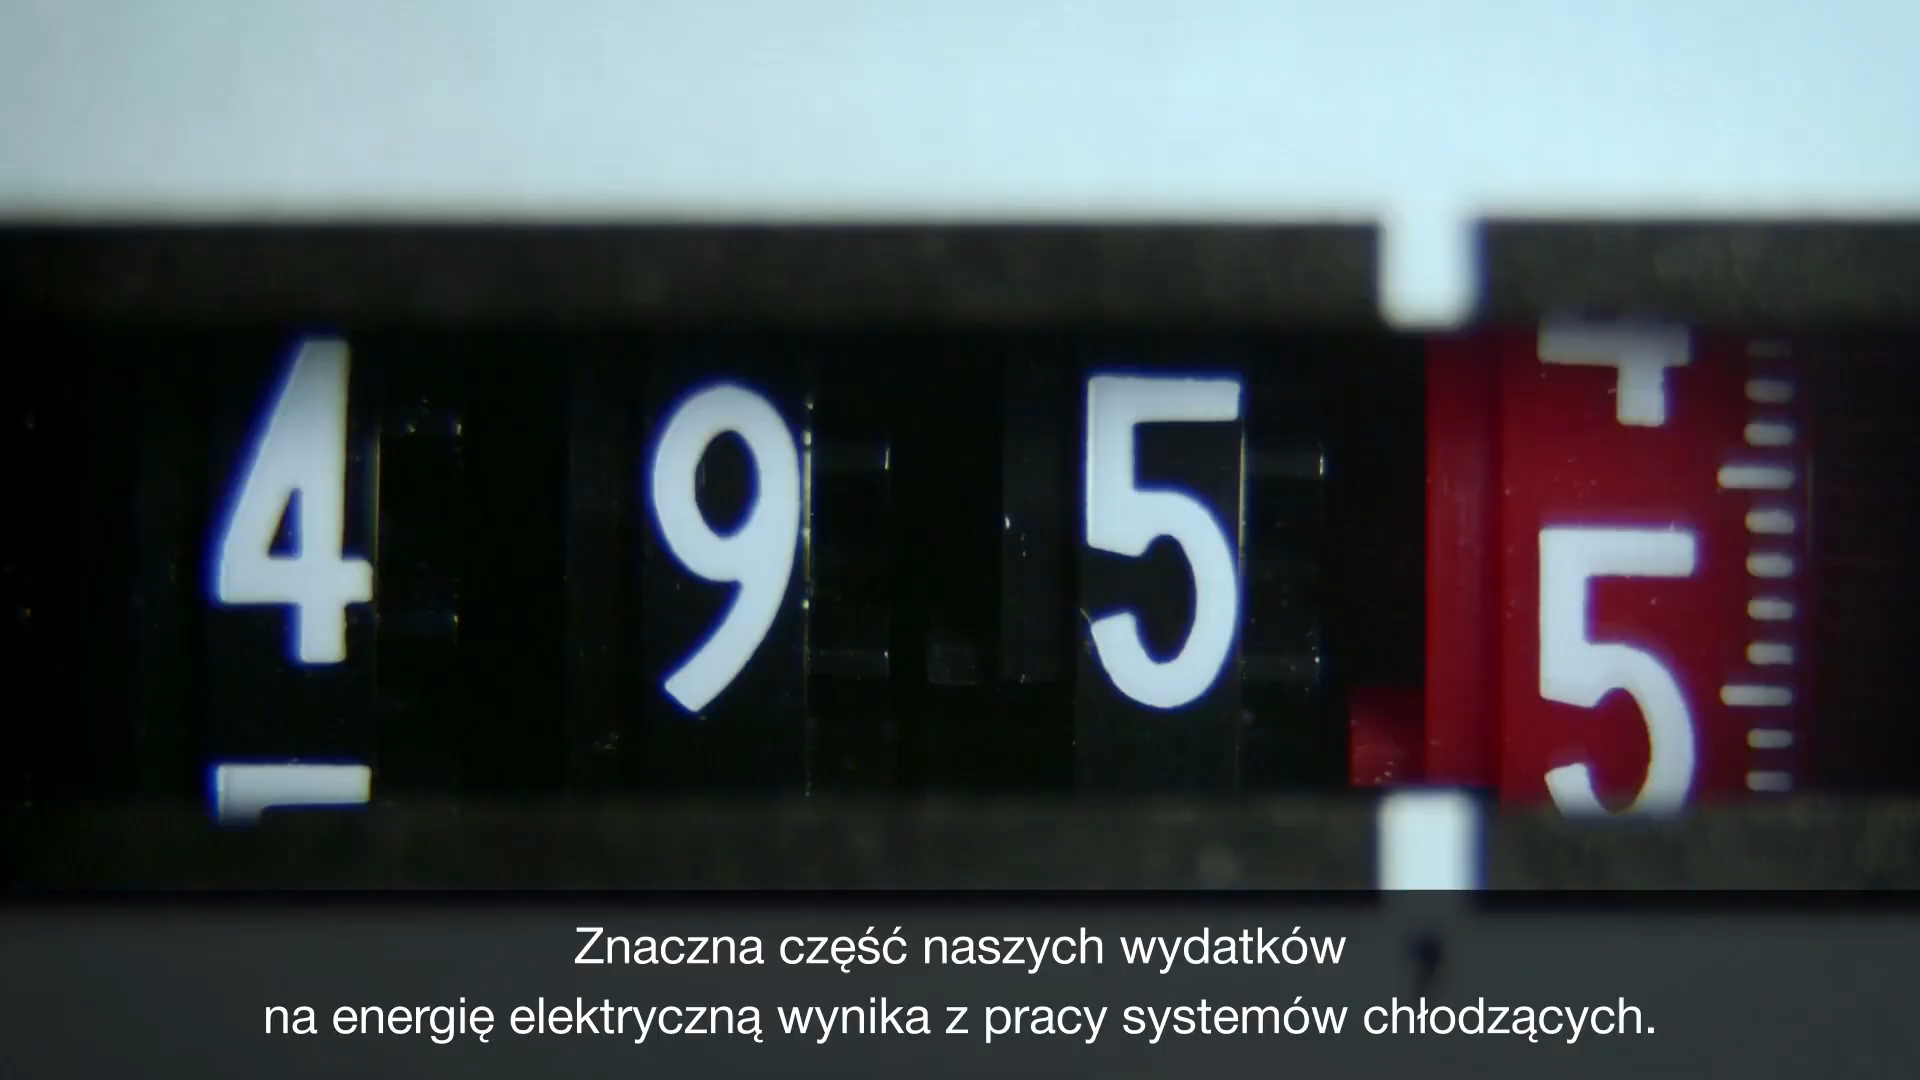 4 9 5 5
Znaczna część naszych wydatków
na energię elektryczną wynika z pracy systemów chłodzących.